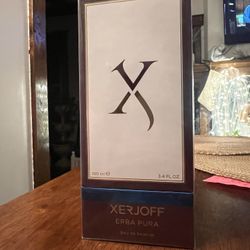 X
100 ml ℮ 3.4 FL.OZ
XERJOFF
ERBA PURA
EAU DE PARFUM